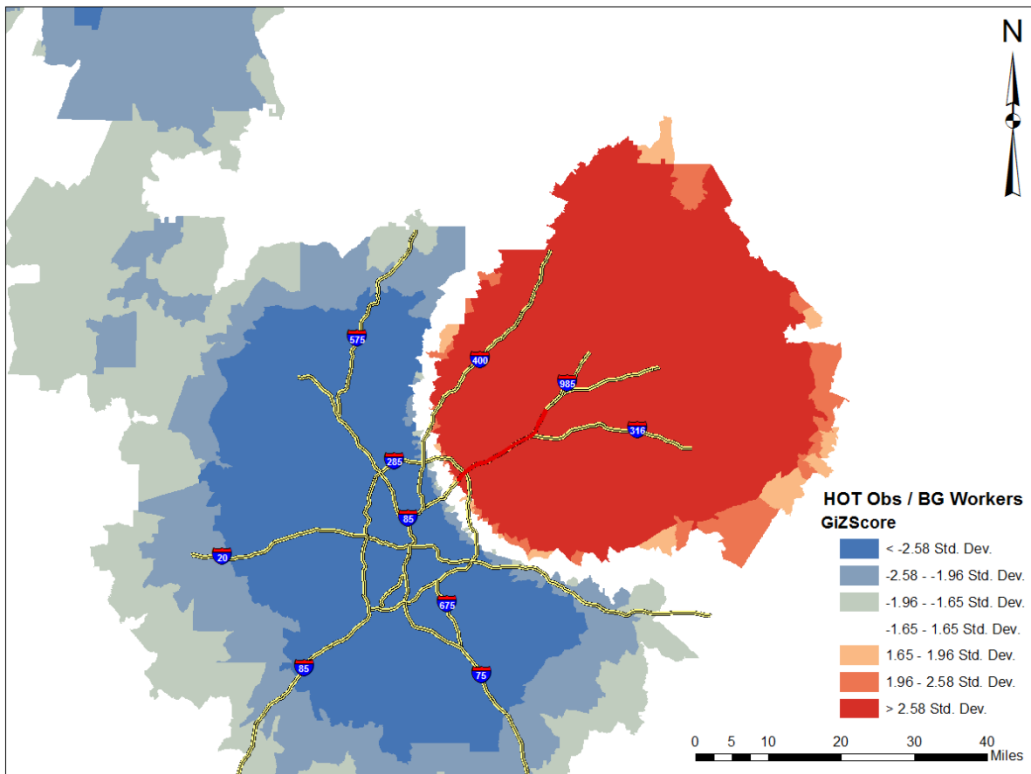 N
575
400
985
316
285
85
20
675
85
75
HOT Obs / BG Workers
GiZScore
< -2.58 Std. Dev.
-2.58 - -1.96 Std. Dev.
-1.96 - -1.65 Std. Dev.
-1.65 - 1.65 Std. Dev.
1.65 - 1.96 Std. Dev.
1.96 - 2.58 Std. Dev.
> 2.58 Std. Dev.
0 5 10 20 30 40
Miles